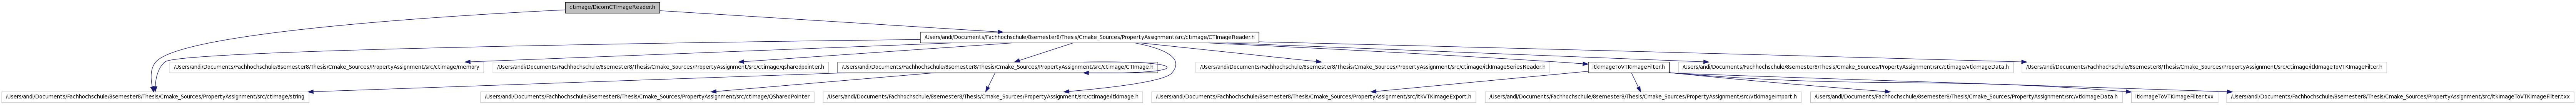 ctimage/DicomCTImageReader.h
/Users/andi/Documents/Fachhochschule/8semester8/Thesis/Cmake_Sources/PropertyAssignment/src/ctimage/CTImageReader.h
/Users/andi/Documents/Fachhochschule/8semester8/Thesis/Cmake_Sources/PropertyAssignment/src/ctimage/memory
/Users/andi/Documents/Fachhochschule/8semester8/Thesis/Cmake_Sources/PropertyAssignment/src/ctimage/qsharedpointer.h
/Users/andi/Documents/Fachhochschule/8semester8/Thesis/Cmake_Sources/PropertyAssignment/src/ctimage/CTImage.h
/Users/andi/Documents/Fachhochschule/8semester8/Thesis/Cmake_Sources/PropertyAssignment/src/ctimage/itkImageSeriesReader.h
itkImageToVTKImageFilter.h
/Users/andi/Documents/Fachhochschule/8semester8/Thesis/Cmake_Sources/PropertyAssignment/src/ctimage/vtkImageData.h
/Users/andi/Documents/Fachhochschule/8semester8/Thesis/Cmake_Sources/PropertyAssignment/src/ctimage/itkImageToVTKImageFilter.h
/Users/andi/Documents/Fachhochschule/8semester8/Thesis/Cmake_Sources/PropertyAssignment/src/ctimage/string
/Users/andi/Documents/Fachhochschule/8semester8/Thesis/Cmake_Sources/PropertyAssignment/src/ctimage/QSharedPointer
/Users/andi/Documents/Fachhochschule/8semester8/Thesis/Cmake_Sources/PropertyAssignment/src/ctimage/itkImage.h
/Users/andi/Documents/Fachhochschule/8semester8/Thesis/Cmake_Sources/PropertyAssignment/src/itkVTKImageExport.h
/Users/andi/Documents/Fachhochschule/8semester8/Thesis/Cmake_Sources/PropertyAssignment/src/vtkImageImport.h
/Users/andi/Documents/Fachhochschule/8semester8/Thesis/Cmake_Sources/PropertyAssignment/src/vtkImageData.h
itkImageToVTKImageFilter.txx
/Users/andi/Documents/Fachhochschule/8semester8/Thesis/Cmake_Sources/PropertyAssignment/src/itkImageToVTKImageFilter.txx